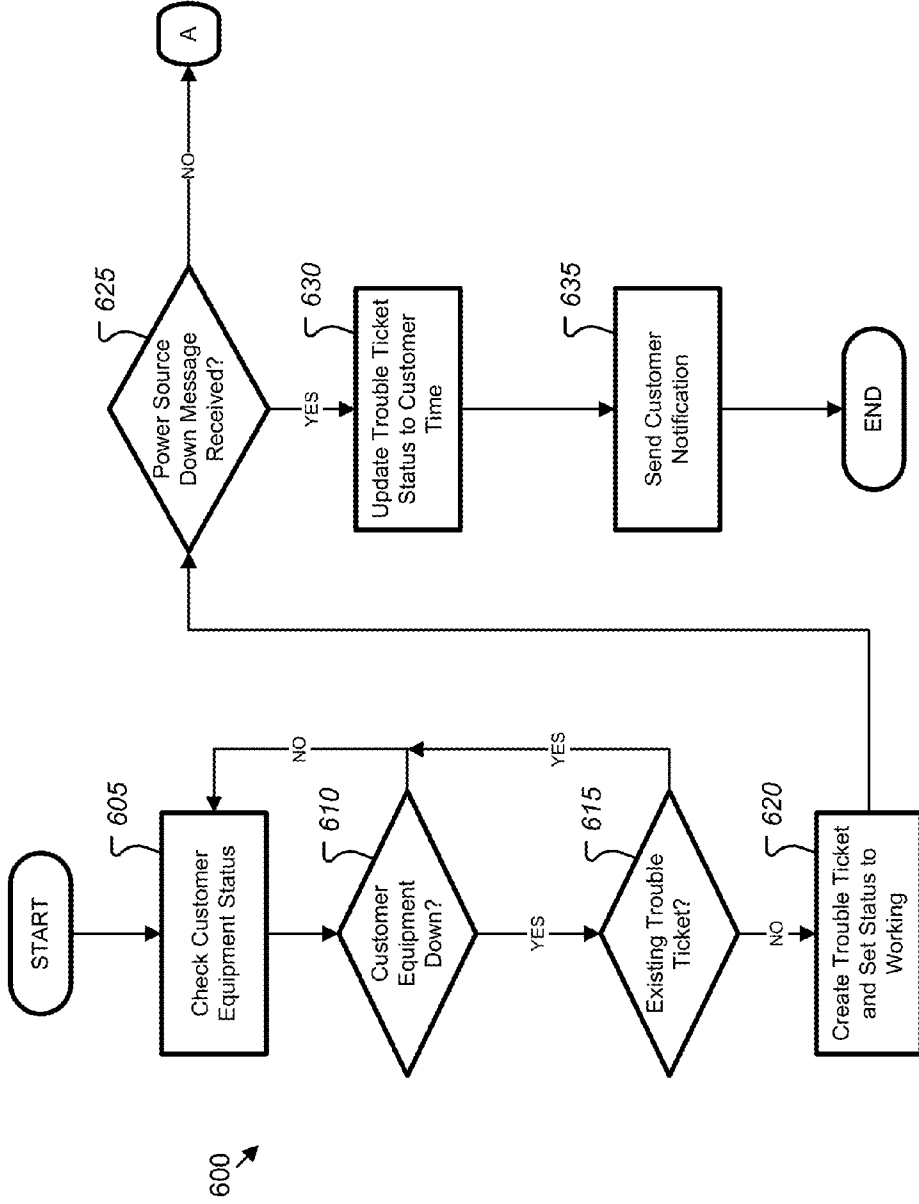 600
START
605
Check Customer
Equipment Status
610
Customer
Equipment
Down?
NO
YES
615
Existing Trouble
Ticket?
YES
NO
620
Create Trouble Ticket
and Set Status to
Working
625
Power Source
Down Message
Received?
NO
A
YES
630
Update Trouble Ticket
Status to Customer
Time
635
Send Customer
Notification
END